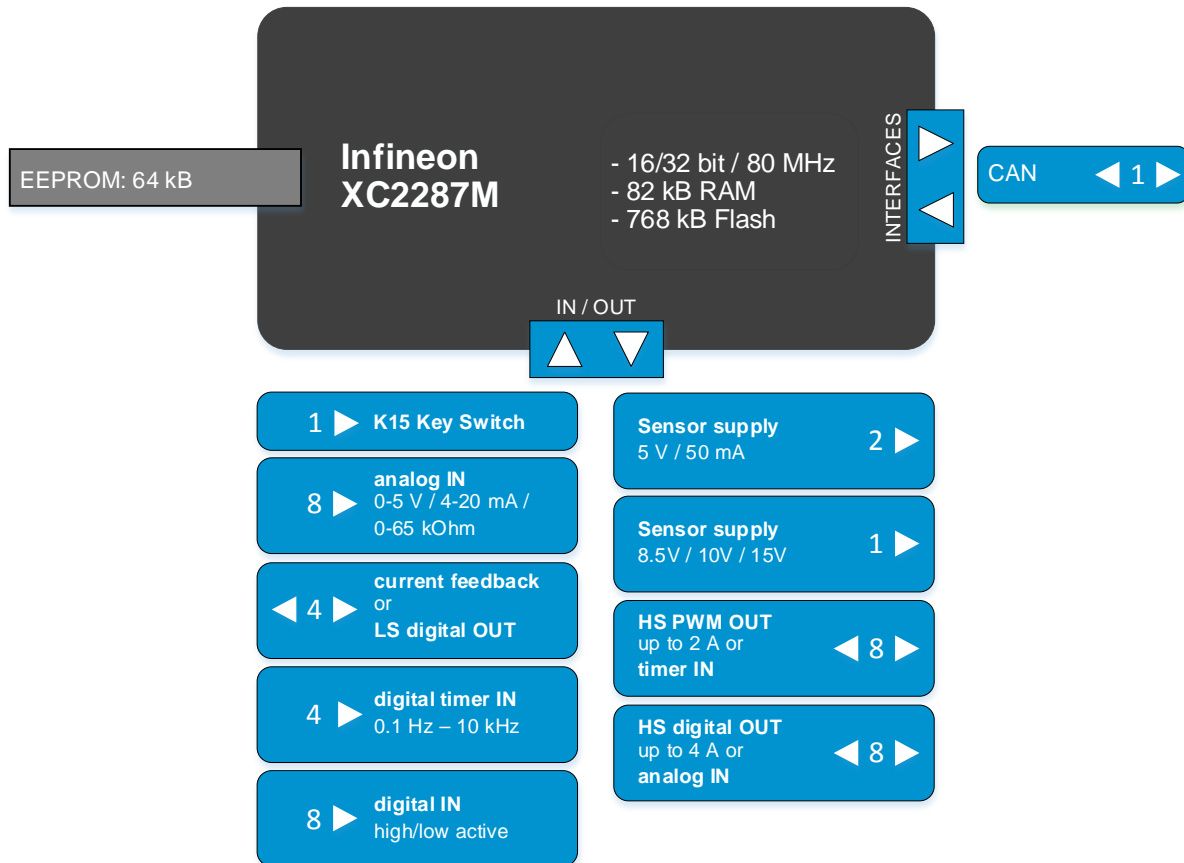 EEPROM: 64 kB
Infineon
XC2287M
- 16/32 bit / 80 MHz
- 82 kB RAM
- 768 kB Flash
INTERFACES
CAN 1
IN / OUT
1 K15 Key Switch
8 analog IN
0-5 V / 4-20 mA /
0-65 kOhm
4 current feedback
or
LS digital OUT
4 digital timer IN
0.1 Hz – 10 kHz
8 digital IN
high/low active
Sensor supply 2
5 V / 50 mA
Sensor supply 1
8.5V / 10V / 15V
HS PWM OUT
up to 2 A or 8
timer IN
HS digital OUT
up to 4 A or 8
analog IN